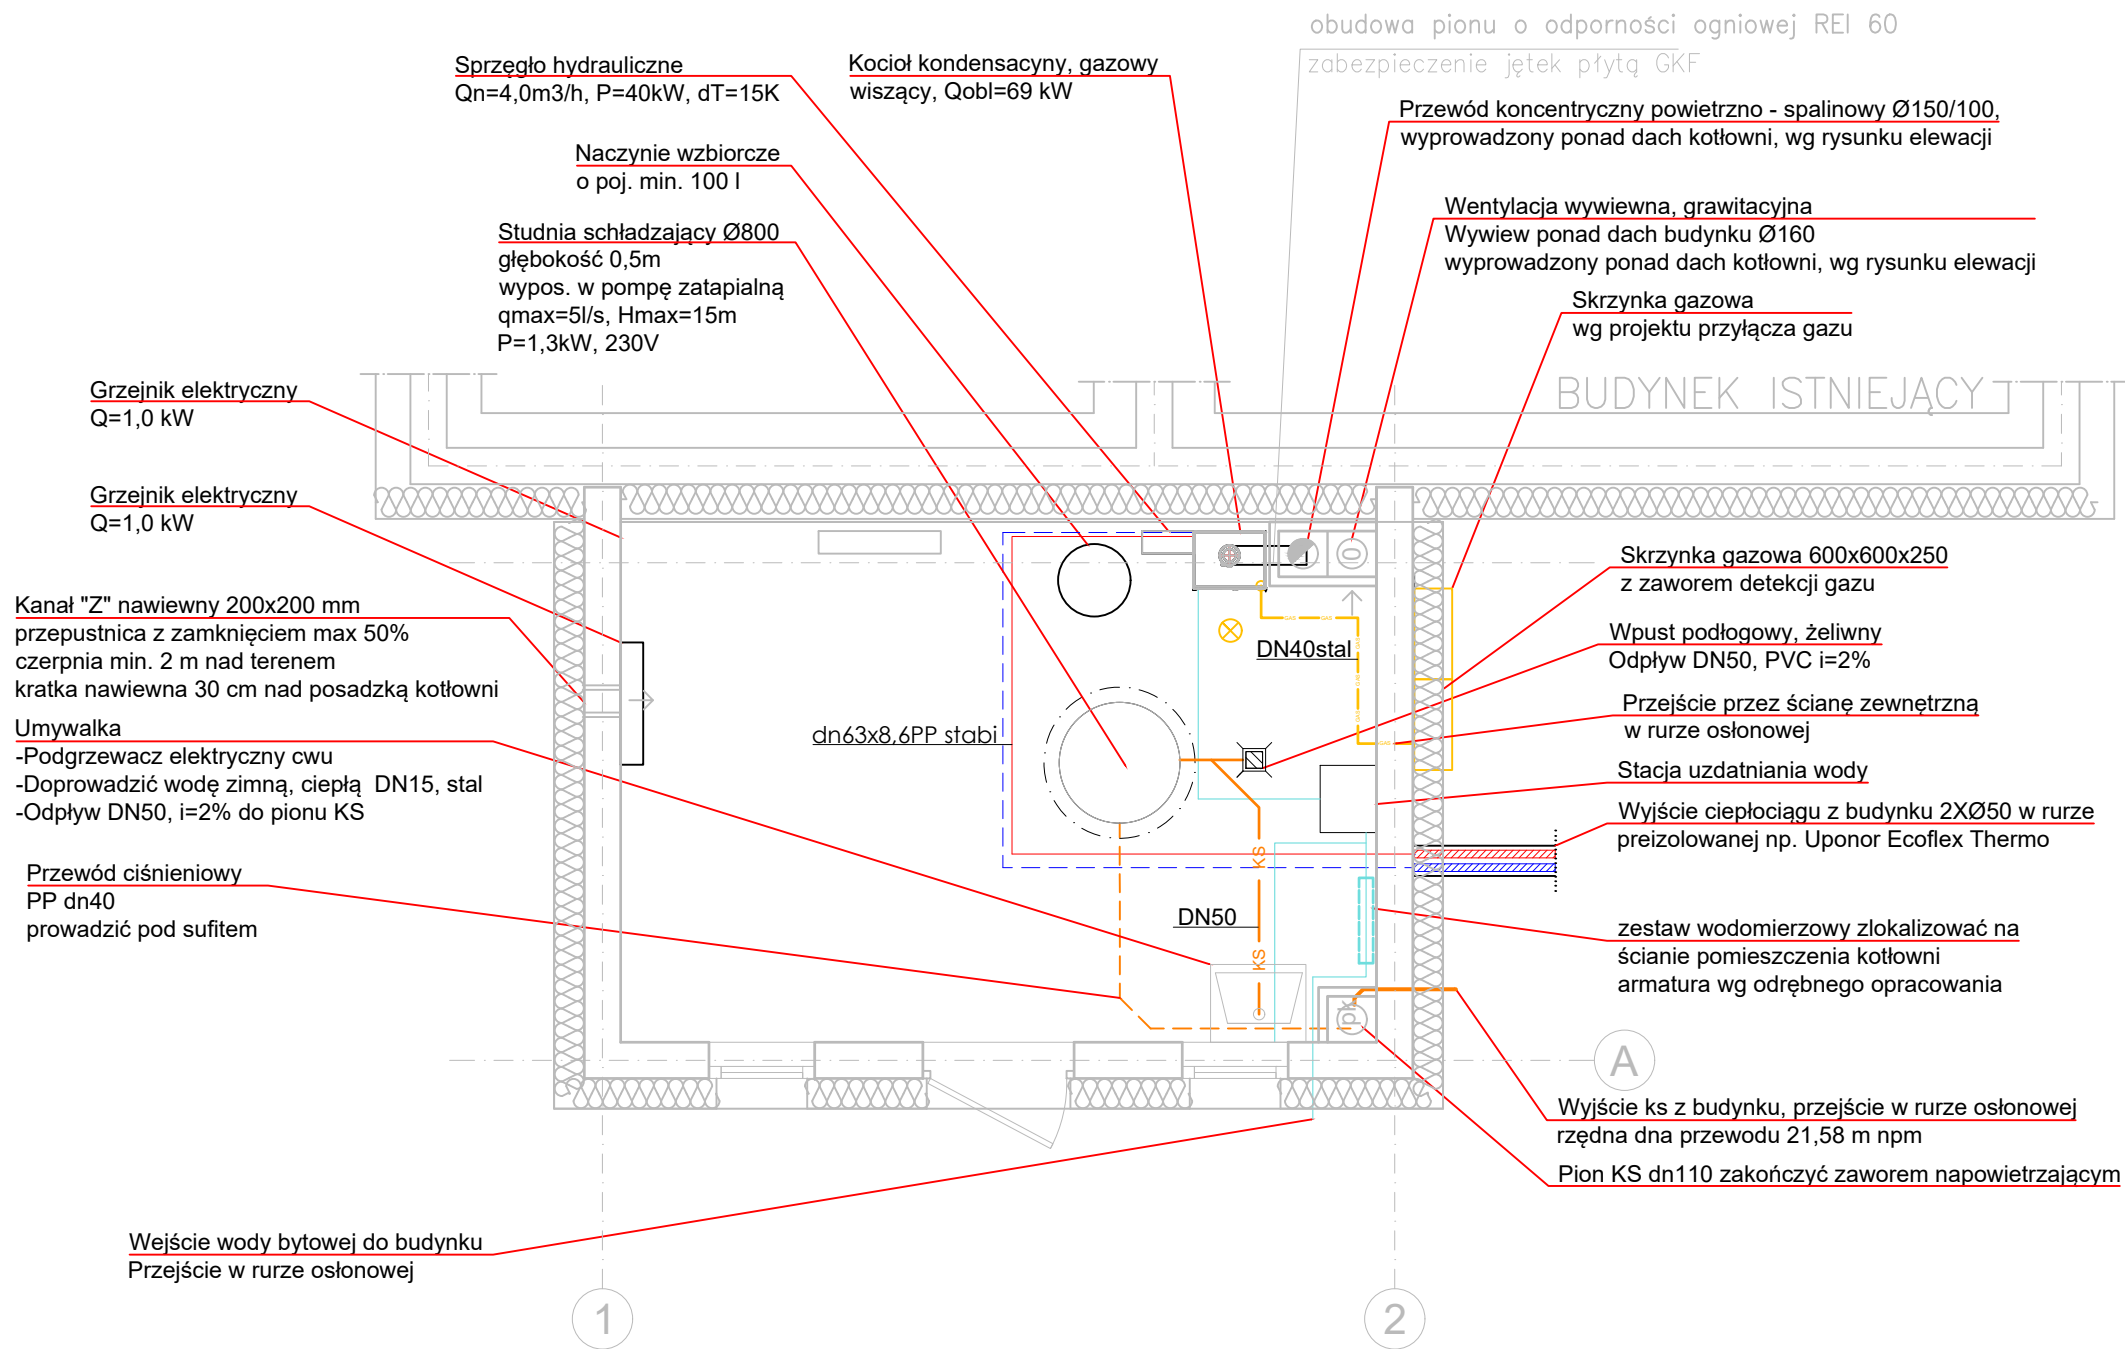 obudowa pionu o odporności ogniowej REI 60
zabezpieczenie jętek płytą GKF
Sprzęgło hydrauliczne
Qn=4,0m3/h, P=40kW, dT=15K
Kocioł kondensacyny, gazowy
wiszący, Qobl=69 kW
Przewód koncentryczny powietrzno - spalinowy Ø150/100,
wyprowadzony ponad dach kotłowni, wg rysunku elewacji
Naczynie wzbiorcze
o poj. min. 100 l
Wentylacja wywiewna, grawitacyjna
Wywiew ponad dach budynku Ø160
wyprowadzony ponad dach kotłowni, wg rysunku elewacji
Studnia schładzający Ø800
głębokość 0,5m
wypos. w pompę zatapialną
qmax=5l/s, Hmax=15m
P=1,3kW, 230V
Skrzynka gazowa
wg projektu przyłącza gazu
BUDYNEK ISTNIEJĄCY
Grzejnik elektryczny
Q=1,0 kW
Grzejnik elektryczny
Q=1,0 kW
Skrzynka gazowa 600x600x250
z zaworem detekcji gazu
Kanał "Z" nawiewny 200x200 mm
przepustnica z zamknięciem max 50%
czerpnia min. 2 m nad terenem
kratka nawiewna 30 cm nad posadzką kotłowni
Wpust podłogowy, żeliwny
Odpływ DN50, PVC i=2%
DN40stal
GAS GAS
GAS
GAS
GAS
GAS
Przejście przez ścianę zewnętrzną
w rurze osłonowej
Umywalka
-Podgrzewacz elektryczny cwu
-Doprowadzić wodę zimną, ciepłą DN15, stal
-Odpływ DN50, i=2% do pionu KS
dn63x8,6PP stabi
Stacja uzdatniania wody
Wyjście ciepłociągu z budynku 2XØ50 w rurze
preizolowanej np. Uponor Ecoflex Thermo
KS
Przewód ciśnieniowy
PP dn40
prowadzić pod sufitem
DN50
KS
zestaw wodomierzowy zlokalizować na
ścianie pomieszczenia kotłowni
armatura wg odrębnego opracowania
pk
A
Wyjście ks z budynku, przejście w rurze osłonowej
rzędna dna przewodu 21,58 m npm
Pion KS dn110 zakończyć zaworem napowietrzającym
Wejście wody bytowej do budynku
Przejście w rurze osłonowej
1
2